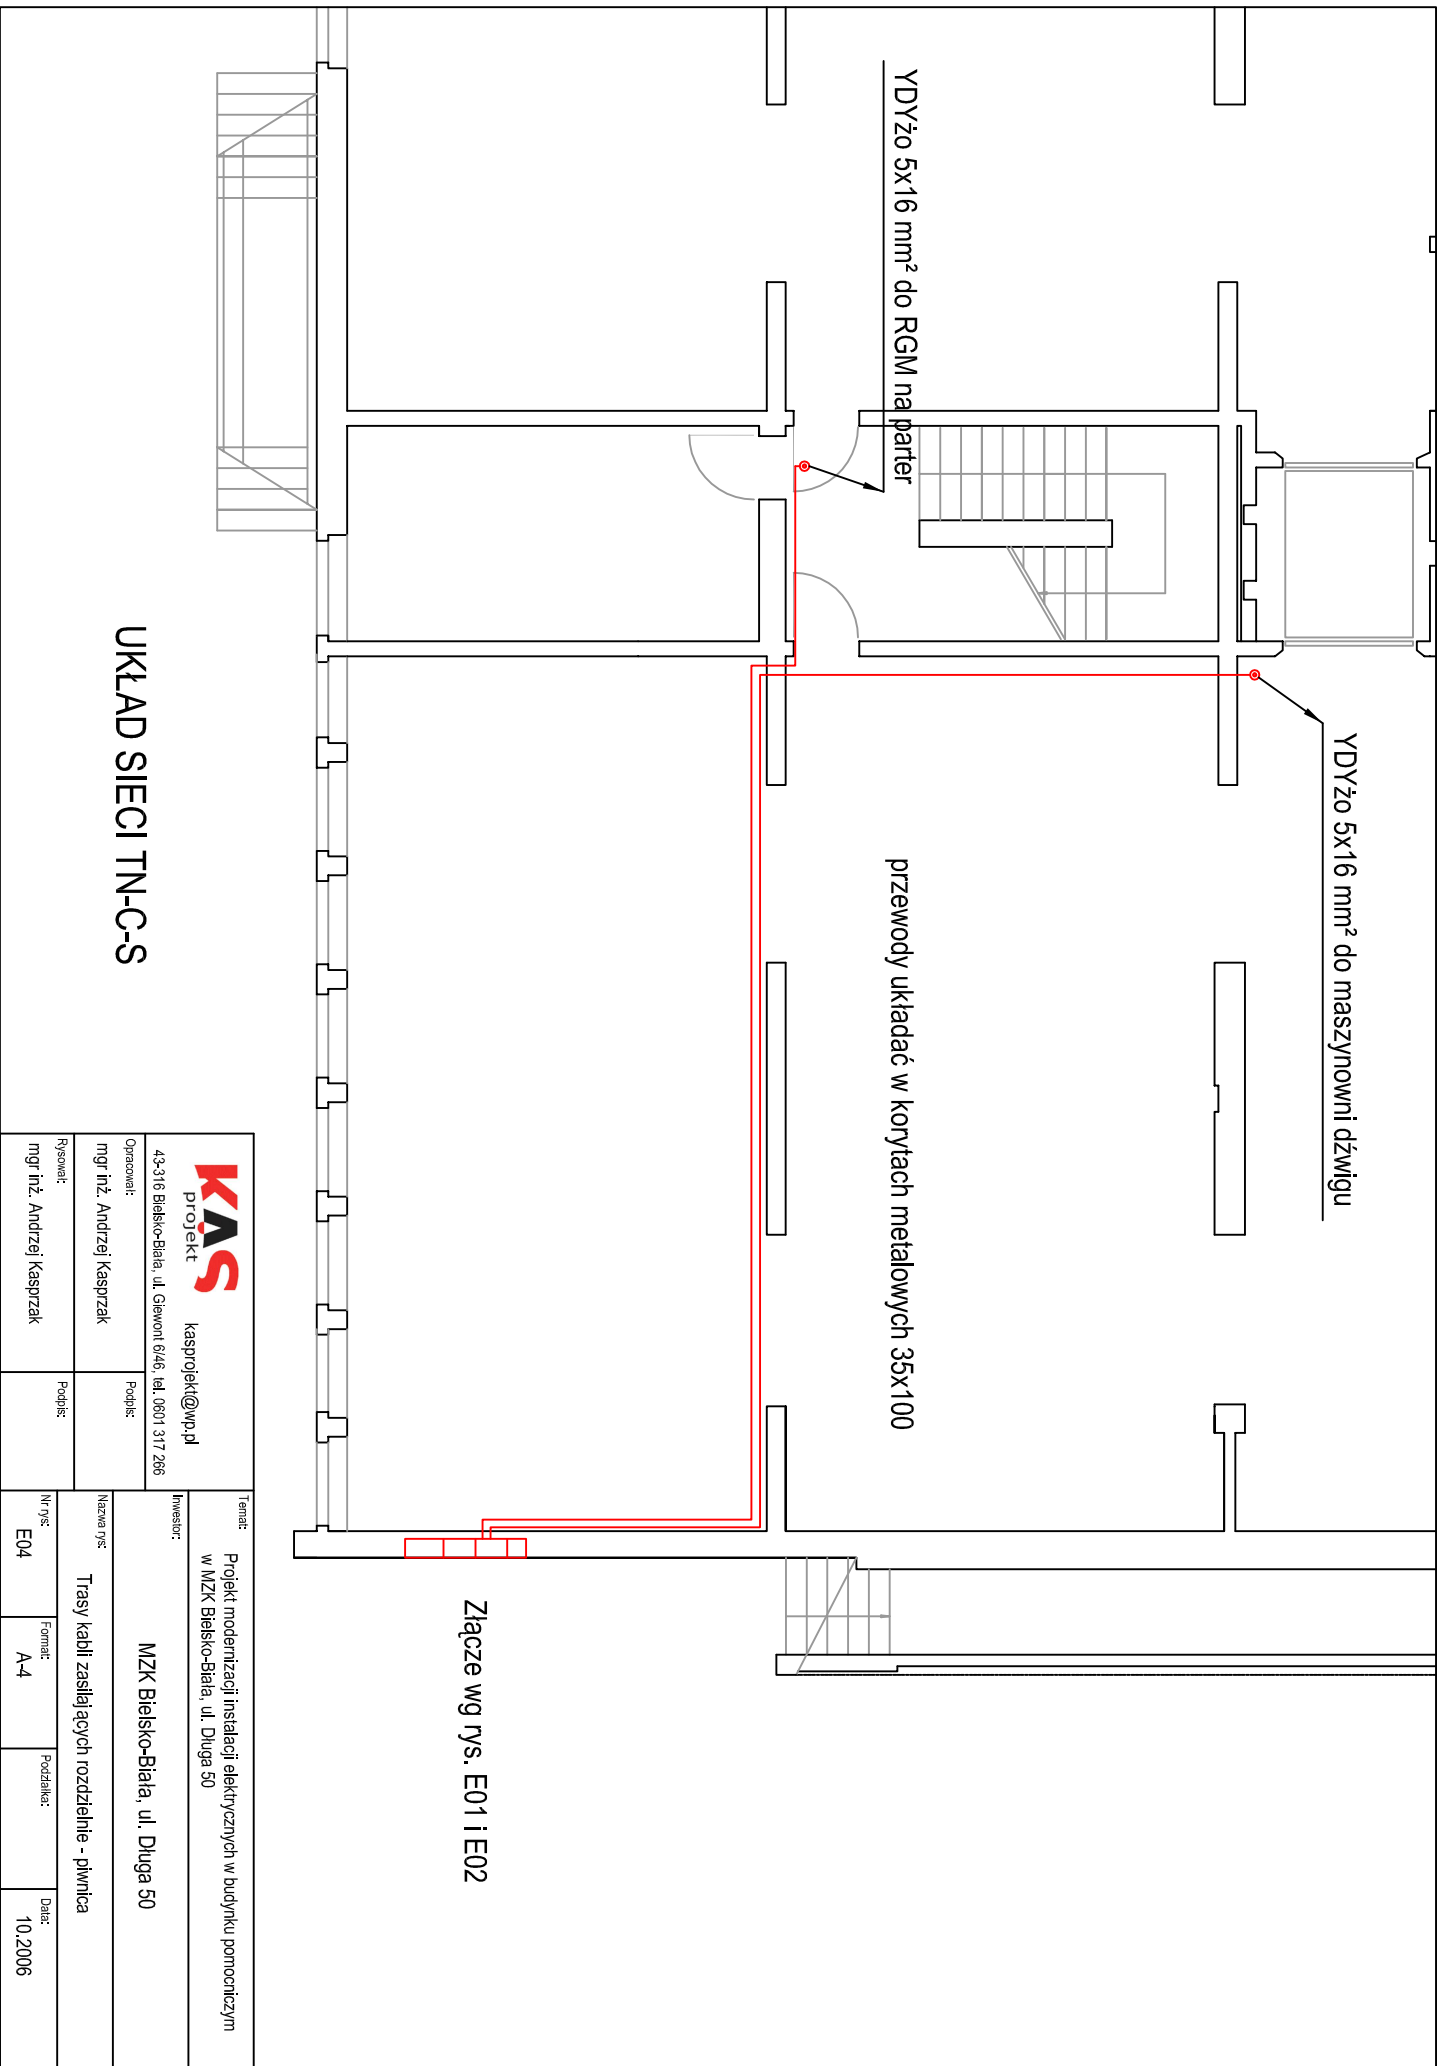 YDYżo 5x16 mm² do maszynowni dźwigu
YDYżo 5x16 mm² do RGM na parter
przewody układać w korytach metalowych 35x100
Złącze wg rys. E01 i E02
UKŁAD SIECI TN-C-S
KAS
projekt
kasprojekt@wp.pl
43-316 Bielsko-Biała, ul. Giewont 6/46, tel. 0601 317 266
Opracował:
mgr inż. Andrzej Kasprzak
Podpis:
Rysował:
mgr inż. Andrzej Kasprzak
Podpis:
Temat:
Projekt modernizacji instalacji elektrycznych w budynku pomocniczym
w MZK Bielsko-Biała, ul. Długa 50
Inwestor:
MZK Bielsko-Biała, ul. Długa 50
Nazwa rys:
Trasy kabli zasilających rozdzielnie - piwnica
Nr rys:
E04
Format:
A-4
Podziałka:
Data:
10.2006